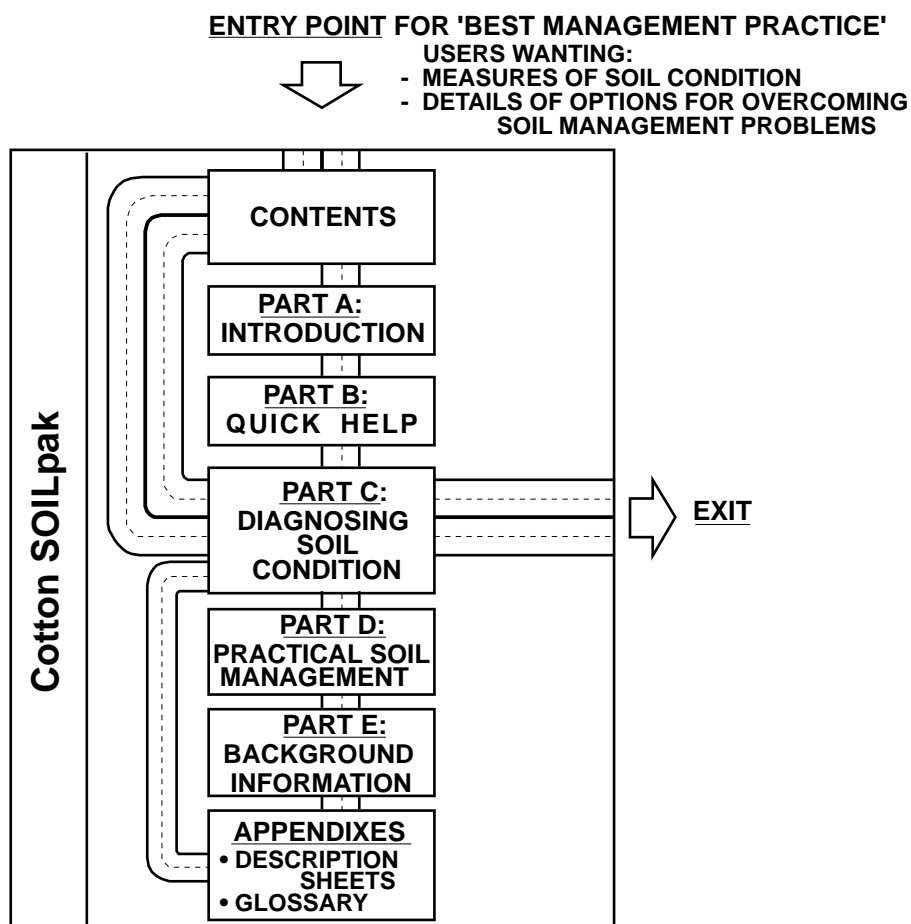 ENTRY POINT FOR 'BEST MANAGEMENT PRACTICE'
USERS WANTING:
- MEASURES OF SOIL CONDITION
- DETAILS OF OPTIONS FOR OVERCOMING
SOIL MANAGEMENT PROBLEMS
Cotton SOILpak
CONTENTS
PART A:
INTRODUCTION
PART B:
QUICK HELP
PART C:
DIAGNOSING
SOIL
CONDITION
EXIT
PART D:
PRACTICAL SOIL
MANAGEMENT
PART E:
BACKGROUND
INFORMATION
APPENDIXES
• DESCRIPTION
SHEETS
• GLOSSARY